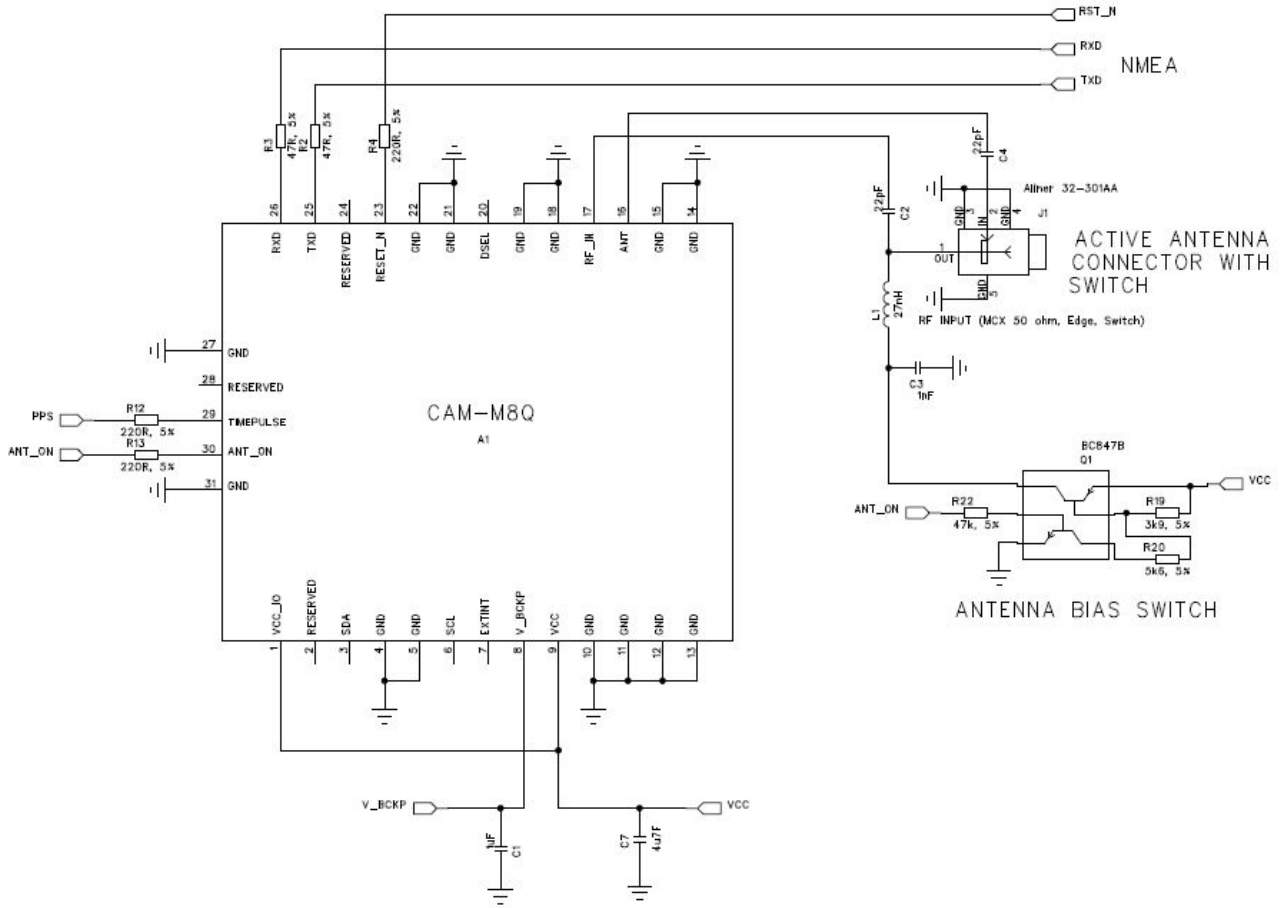 RST_N
RXD
TXD
NMEA
R3
47R, 5%
R2
47R, 5%
R4
220R, 5%
22pF
C4
22pF
C2
Aliner 32-301AA
J1
26
25
24
23
22
21
20
19
18
17
16
15
14
RXD
TXD
RESERVED
RESET_N
GND
GND
DSEL
GND
GND
RF_IN
ANT
GND
GND
GND
3
IN
2
GND
4
1
OUT
GND
5
ACTIVE ANTENNA
CONNECTOR WITH
SWITCH
L1
27nH
RF INPUT (MCX 50 ohm, Edge, Switch)
C3
1nF
27
GND
28
RESERVED
PPS
R12
220R, 5%
29
TIMEPULSE
ANT_ON
R13
220R, 5%
30
ANT_ON
31
GND
CAM-M8Q
A1
BC847B
Q1
VCC
ANT_ON
R22
47k, 5%
R19
3k9, 5%
R20
5k6, 5%
ANTENNA BIAS SWITCH
VCC_IO
RESERVED
SDA
GND
GND
SCL
EXTINT
V_BCKP
VCC
GND
GND
GND
GND
1
2
3
4
5
6
7
8
9
10
11
12
13
V_BCKP
1uF
C1
C7
4u7F
VCC